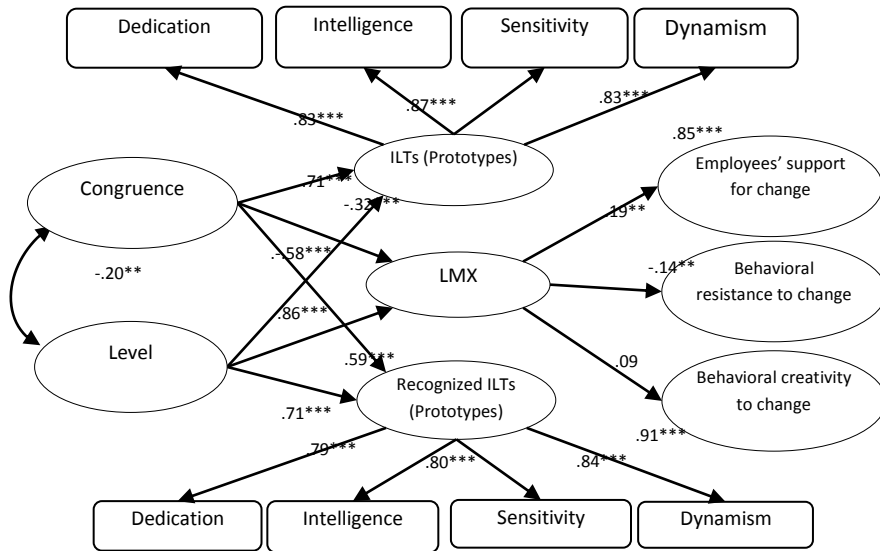 Dedication
Intelligence
Sensitivity
Dynamism
.83***
.87***
.83***
.85***
ILTs (Prototypes)
Employees’ support
for change
Congruence
.71***
-.32**
.19**
.-.58***
-.20**
LMX
-.14**
Behavioral
resistance to change
.86***
Level
.59***
.09
Recognized ILTs
(Prototypes)
Behavioral creativity
to change
.71***
.91***
.79***
.80***
.84***
Dedication
Intelligence
Sensitivity
Dynamism